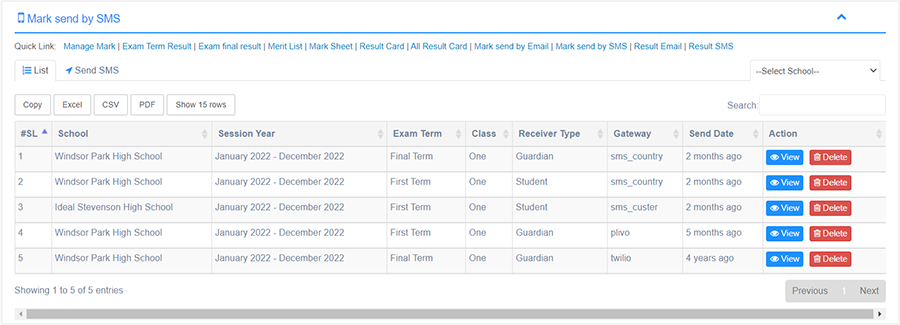 Mark send by SMS
Quick Link: Manage Mark | Exam Term Result | Exam final result | Merit List | Mark Sheet | Result Card | All Result Card | Mark send by Email | Mark send by SMS | Result Email | Result SMS
List Send SMS --Select School--
Copy Excel CSV PDF Show 15 rows Search:
#SL School Session Year Exam Term Class Receiver Type Gateway Send Date Action
1 Windsor Park High School January 2022 - December 2022 Final Term One Guardian sms_country 2 months ago View Delete
2 Windsor Park High School January 2022 - December 2022 First Term One Student sms_country 2 months ago View Delete
3 Ideal Stevenson High School January 2022 - December 2022 First Term One Student sms_custer 2 months ago View Delete
4 Windsor Park High School January 2022 - December 2022 First Term One Guardian plivo 5 months ago View Delete
5 Windsor Park High School January 2022 - December 2022 Final Term One Guardian twilio 4 years ago View Delete
Showing 1 to 5 of 5 entries Previous 1 Next